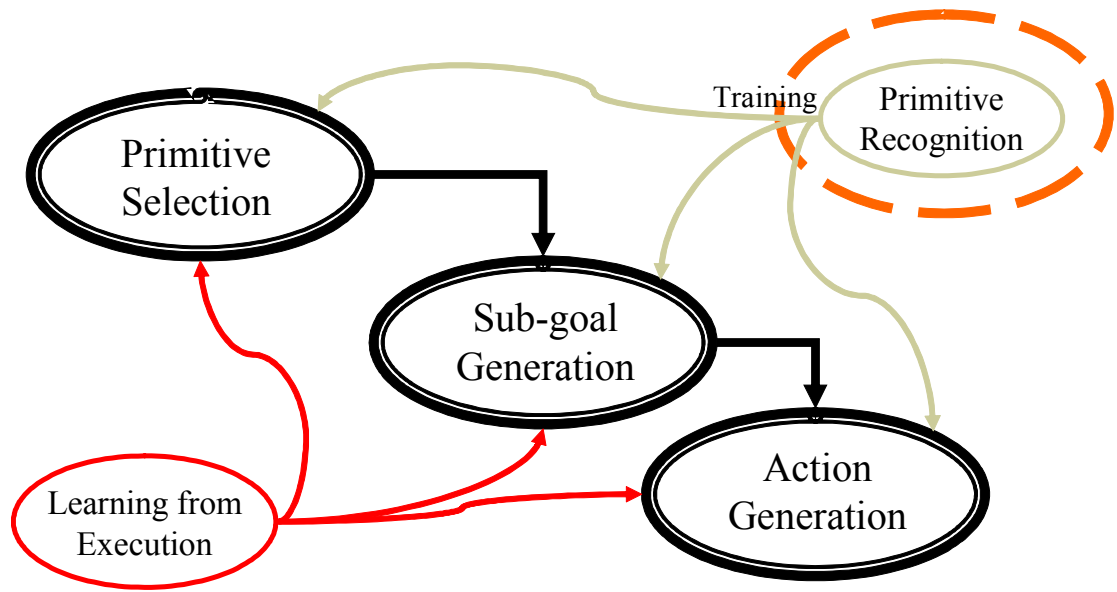 Training
Primitive
Recognition
Primitive
Selection
Sub-goal
Generation
Action
Generation
Learning from
Execution